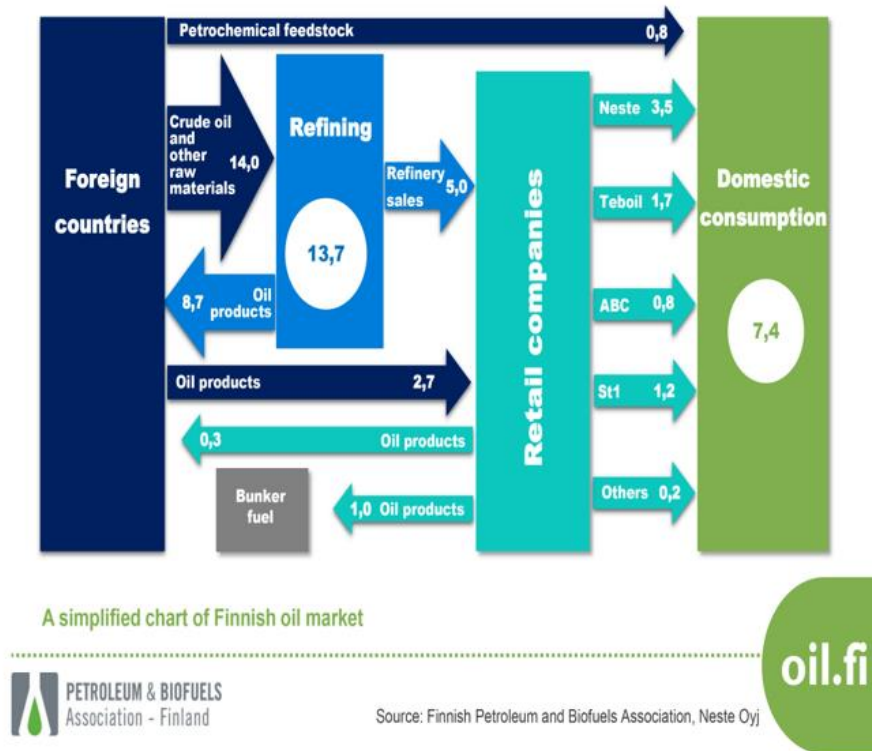 Petrochemical feedstock 0,8
Foreign
countries
Crude oil
and
other
raw
materials
14,0
Refining
13,7
Refinery
sales
5,0
8,7
Oil
products
Oil products 2,7
0,3 Oil products
Bunker
fuel
1,0 Oil products
Retail companies
Neste 3,5
Teboil 1,7
ABC 0,8
St1 1,2
Others 0,2
Domestic
consumption
7,4
A simplified chart of Finnish oil market
oil.fi
PETROLEUM & BIOFUELS
Association - Finland
Source: Finnish Petroleum and Biofuels Association, Neste Oyj